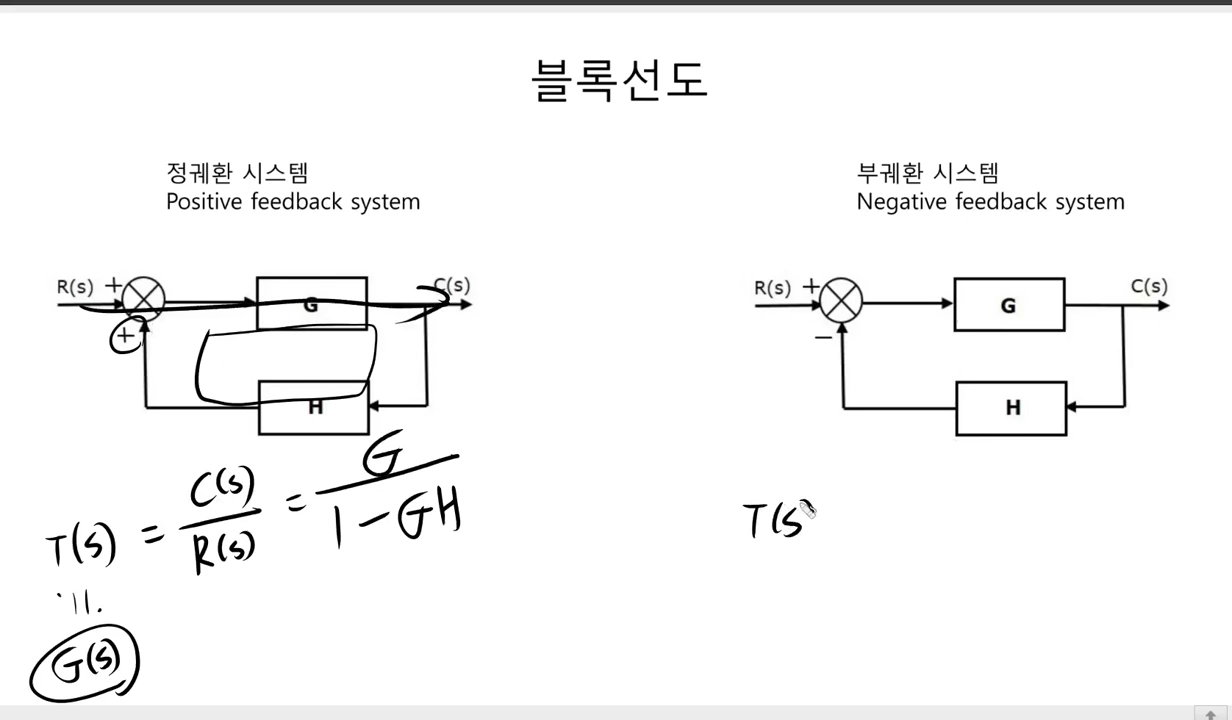 블록선도
정궤환 시스템
Positive feedback system
R(s) + G C(s)
+
H
T(s) = C(s) / R(s) = G / 1 - GH
G(s)
부궤환 시스템
Negative feedback system
R(s) + G C(s)
−
H
T(s